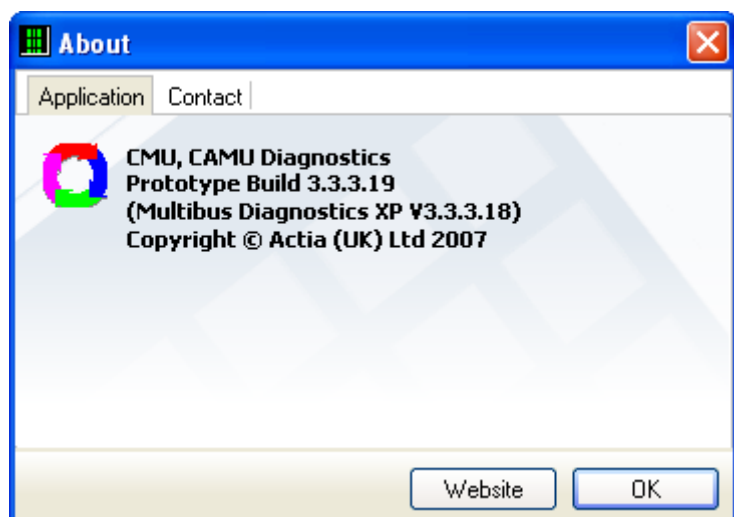 About
Application Contact
CMU, CAMU Diagnostics
Prototype Build 3.3.3.19
(Multibus Diagnostics XP V3.3.3.18)
Copyright © Actia (UK) Ltd 2007
Website OK